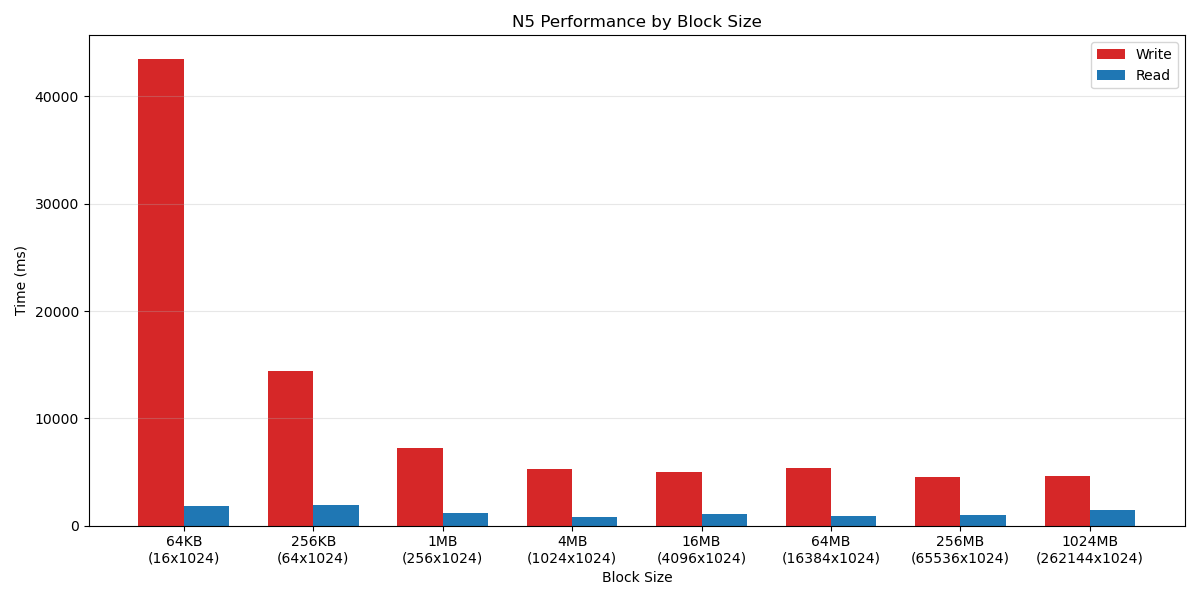 N5 Performance by Block Size
Write
Read
40000
30000
20000
10000
0
Time (ms)
64KB
(16x1024)
256KB
(64x1024)
1MB
(256x1024)
4MB
(1024x1024)
16MB
(4096x1024)
64MB
(16384x1024)
256MB
(65536x1024)
1024MB
(262144x1024)
Block Size